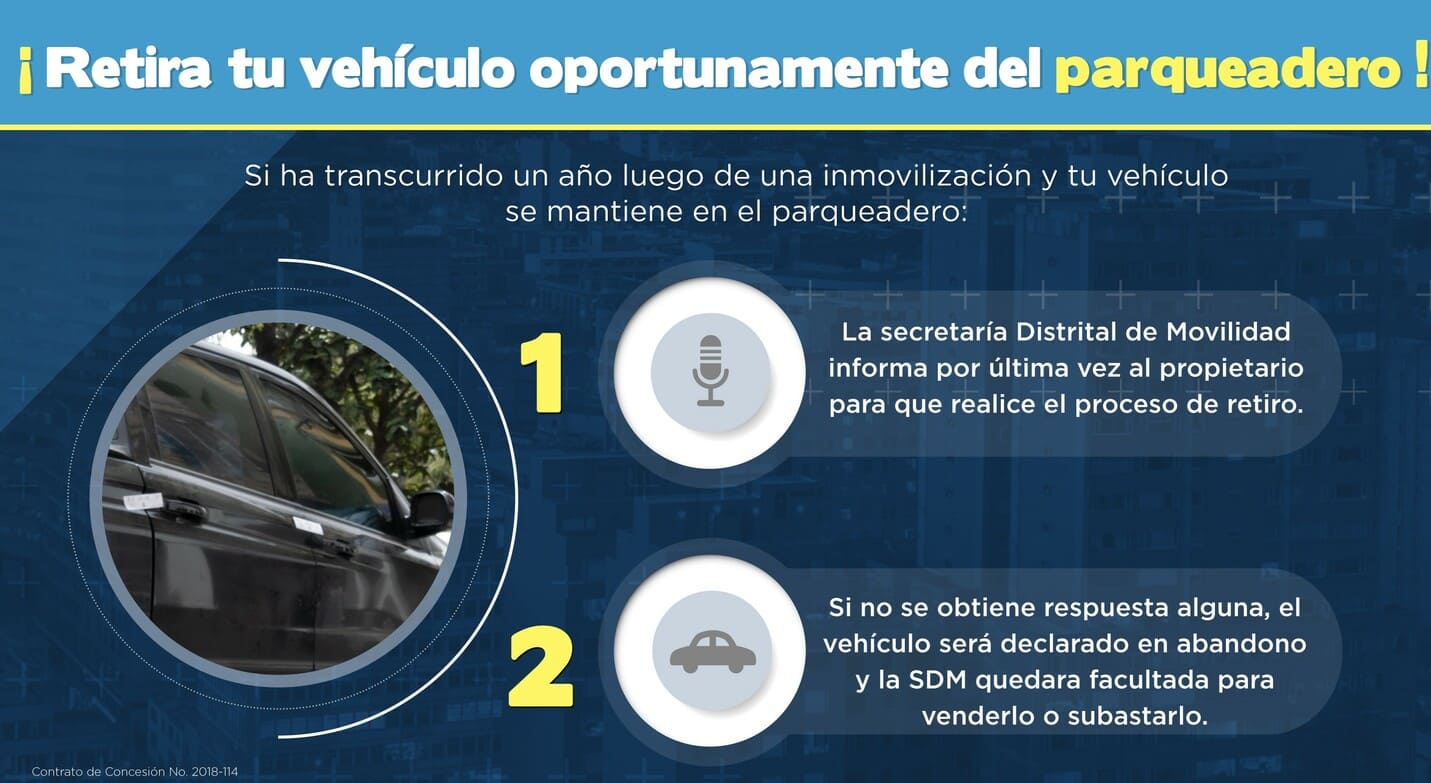 ¡Retira tu vehículo oportunamente del parqueadero!
Si ha transcurrido un año luego de una inmovilización y tu vehículo
se mantiene en el parqueadero:
1
La secretaría Distrital de Movilidad
informa por última vez al propietario
para que realice el proceso de retiro.
2
Si no se obtiene respuesta alguna, el
vehículo será declarado en abandono
y la SDM quedara facultada para
venderlo o subastarlo.
Contrato de Concesión No. 2018-114